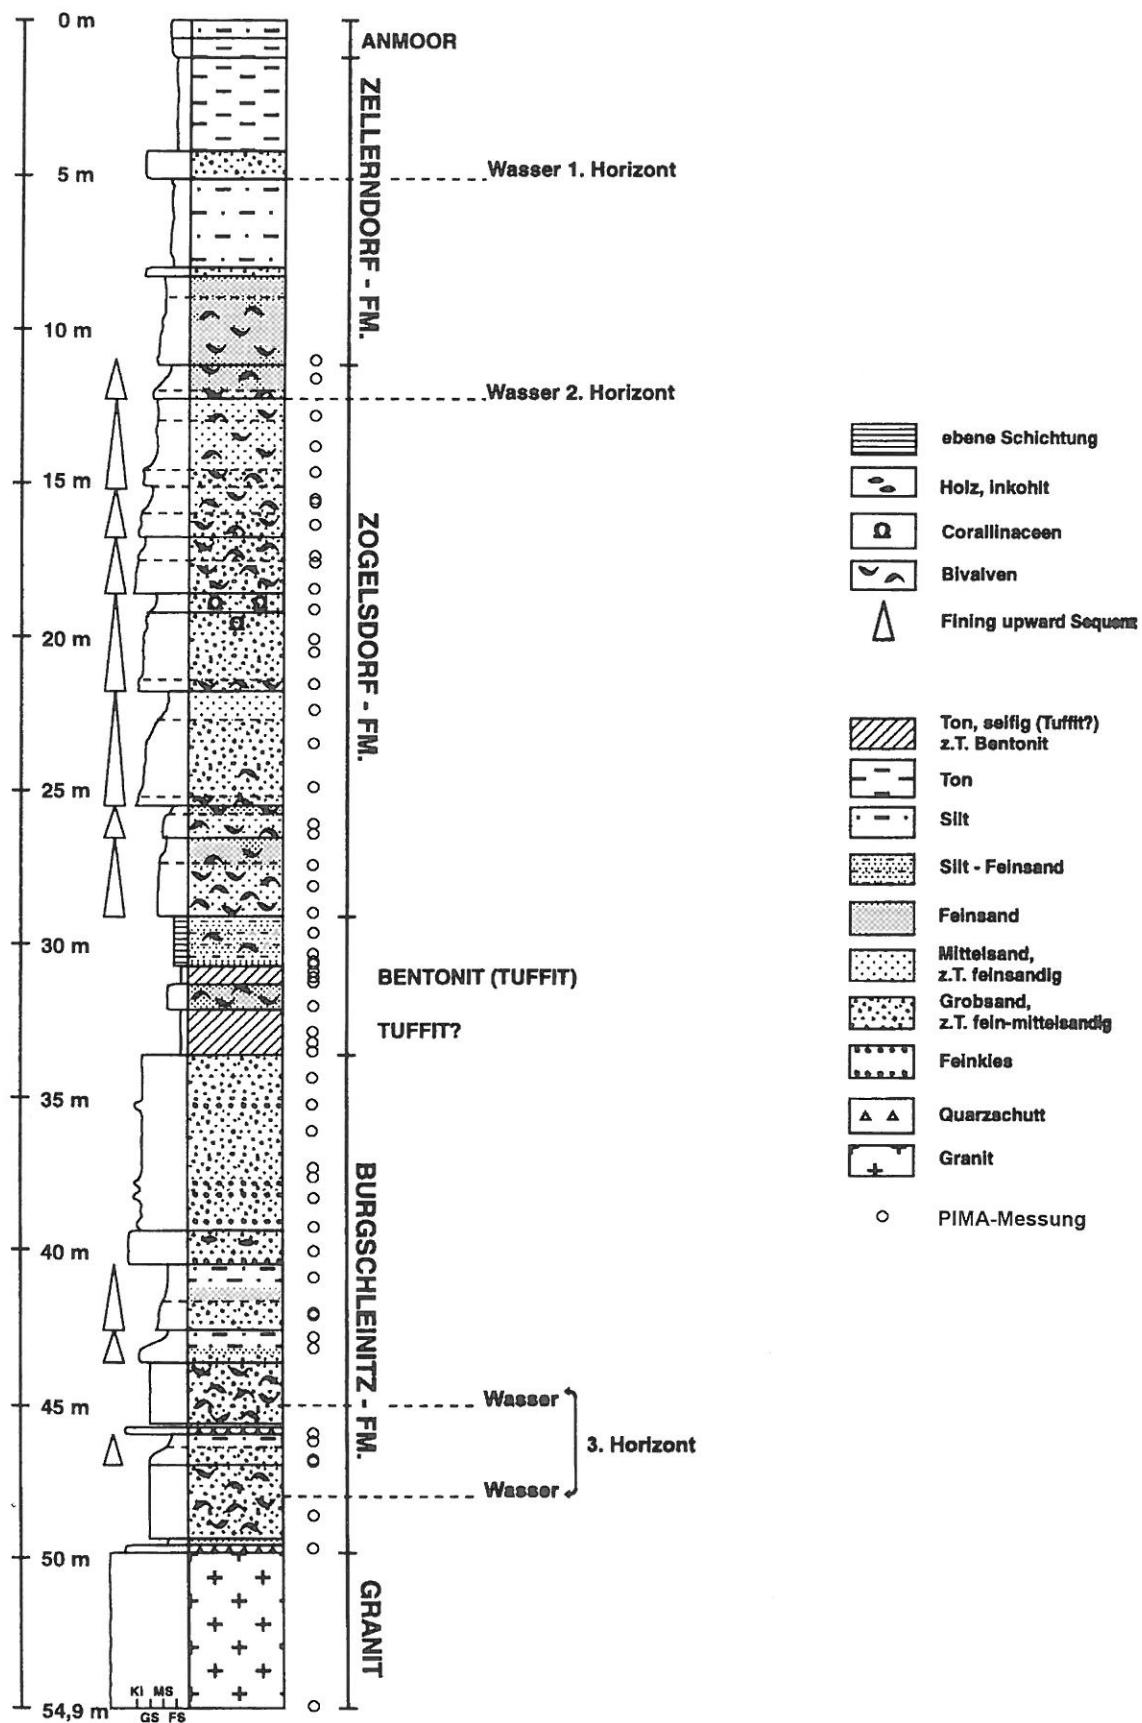 0 m
ANMOOR
ZELLERNDORF - FM.
5 m
Wasser 1. Horizont
10 m
Wasser 2. Horizont
15 m
ZOGELSDORF - FM.
20 m
25 m
30 m
BENTONIT (TUFFIT)
TUFFIT?
35 m
BURGSCHLEINITZ - FM.
40 m
45 m
Wasser
3. Horizont
Wasser
50 m
GRANIT
KI MS
GS FS
54,9 m
ebene Schichtung
Holz, inkohlt
Corallinaceen
Bivalven
Fining upward Sequenz
Ton, seifig (Tuffit?)
z.T. Bentonit
Ton
Silt
Silt - Feinsand
Feinsand
Mittelsand,
z.T. feinsandig
Grobsand,
z.T. fein-mittelsandig
Feinkies
Quarzschutt
Granit
PIMA-Messung